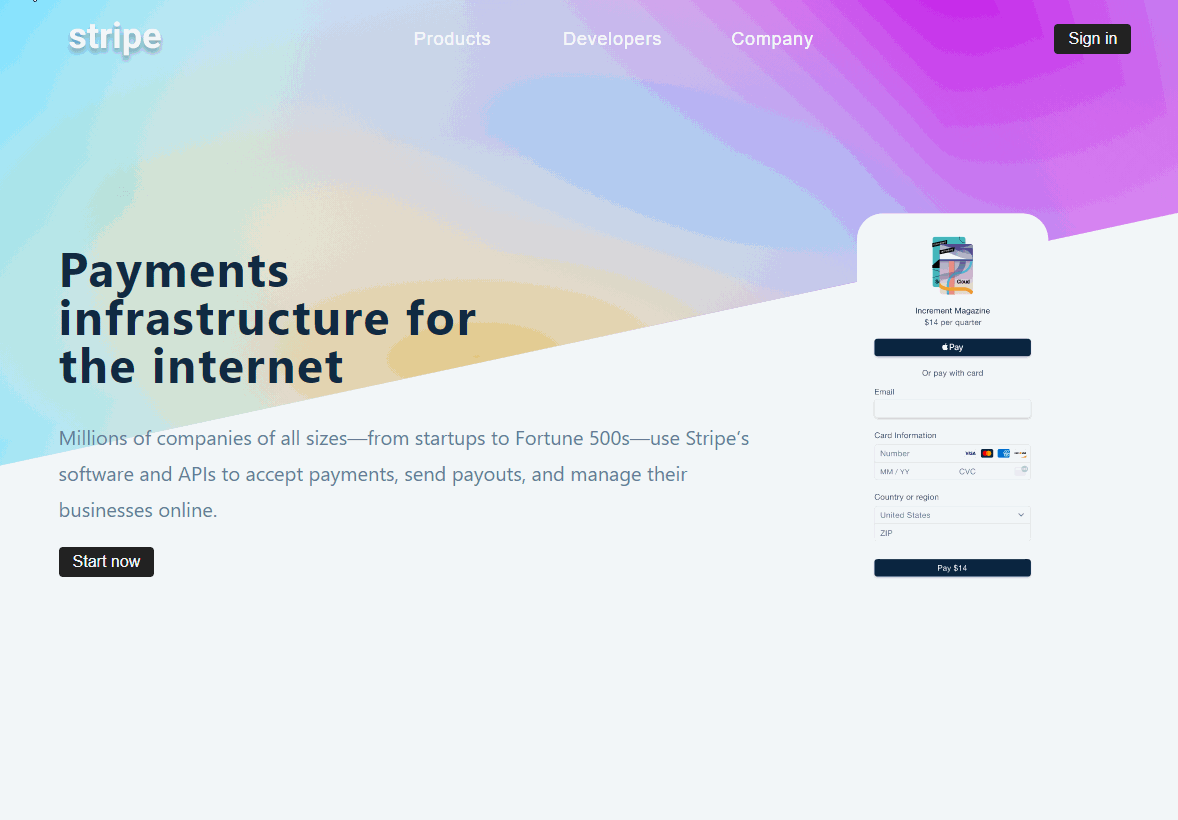 stripe
Products
Developers
Company
Sign in
Payments
infrastructure for
the internet
Millions of companies of all sizes—from startups to Fortune 500s—use Stripe’s
software and APIs to accept payments, send payouts, and manage their
businesses online.
Start now
Cloud
Increment Magazine
$14 per quarter
Pay
Or pay with card
Email
Card Information
Number
VISA
MM / YY
CVC
Country or region
United States
ZIP
Pay $14